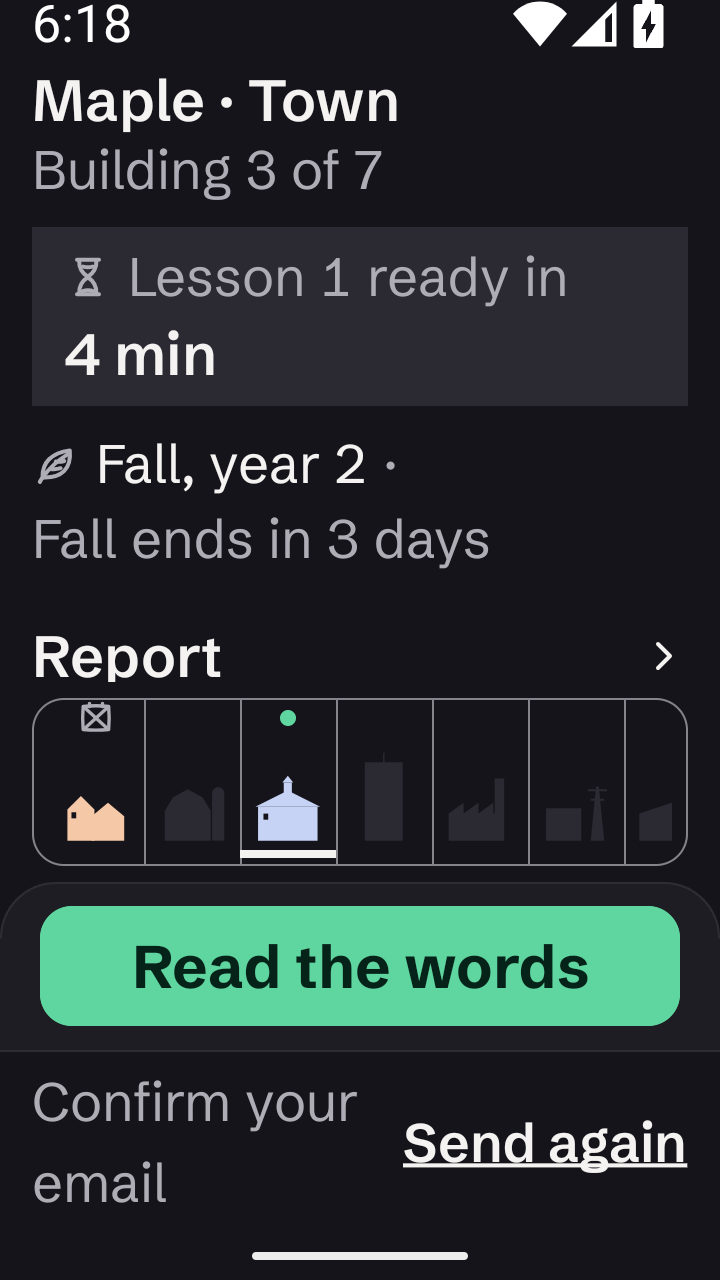 6:18
Maple · Town
Building 3 of 7
Lesson 1 ready in
4 min
Fall, year 2 ·
Fall ends in 3 days
Report
Read the words
Confirm your
email
Send again